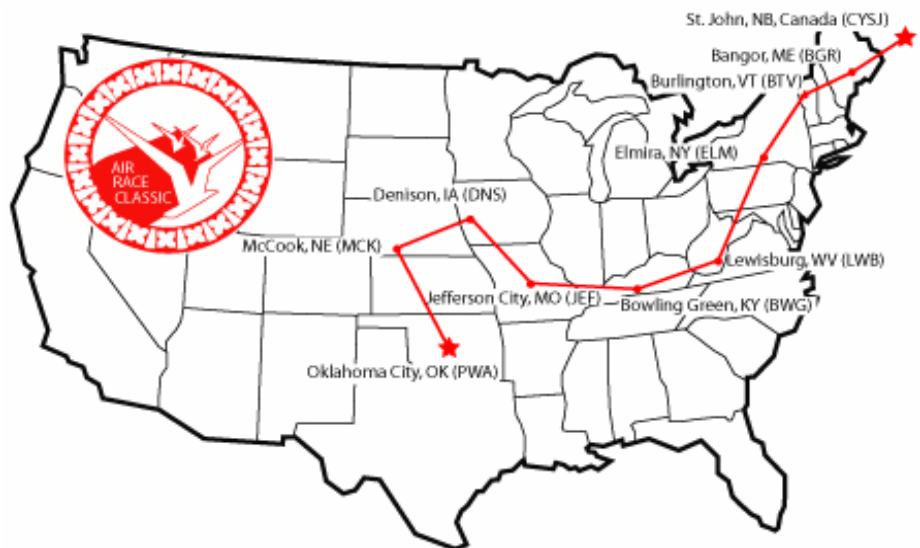 St. John, NB, Canada (CYSJ)
Bangor, ME (BGR)
Burlington, VT (BTV)
Elmira, NY (ELM)
AIR
RACE
CLASSIC
Denison, IA (DNS)
McCook, NE (MCK)
Lewisburg, WV (LWB)
Jefferson City, MO (JEF)
Bowling Green, KY (BWG)
Oklahoma City, OK (PWA)